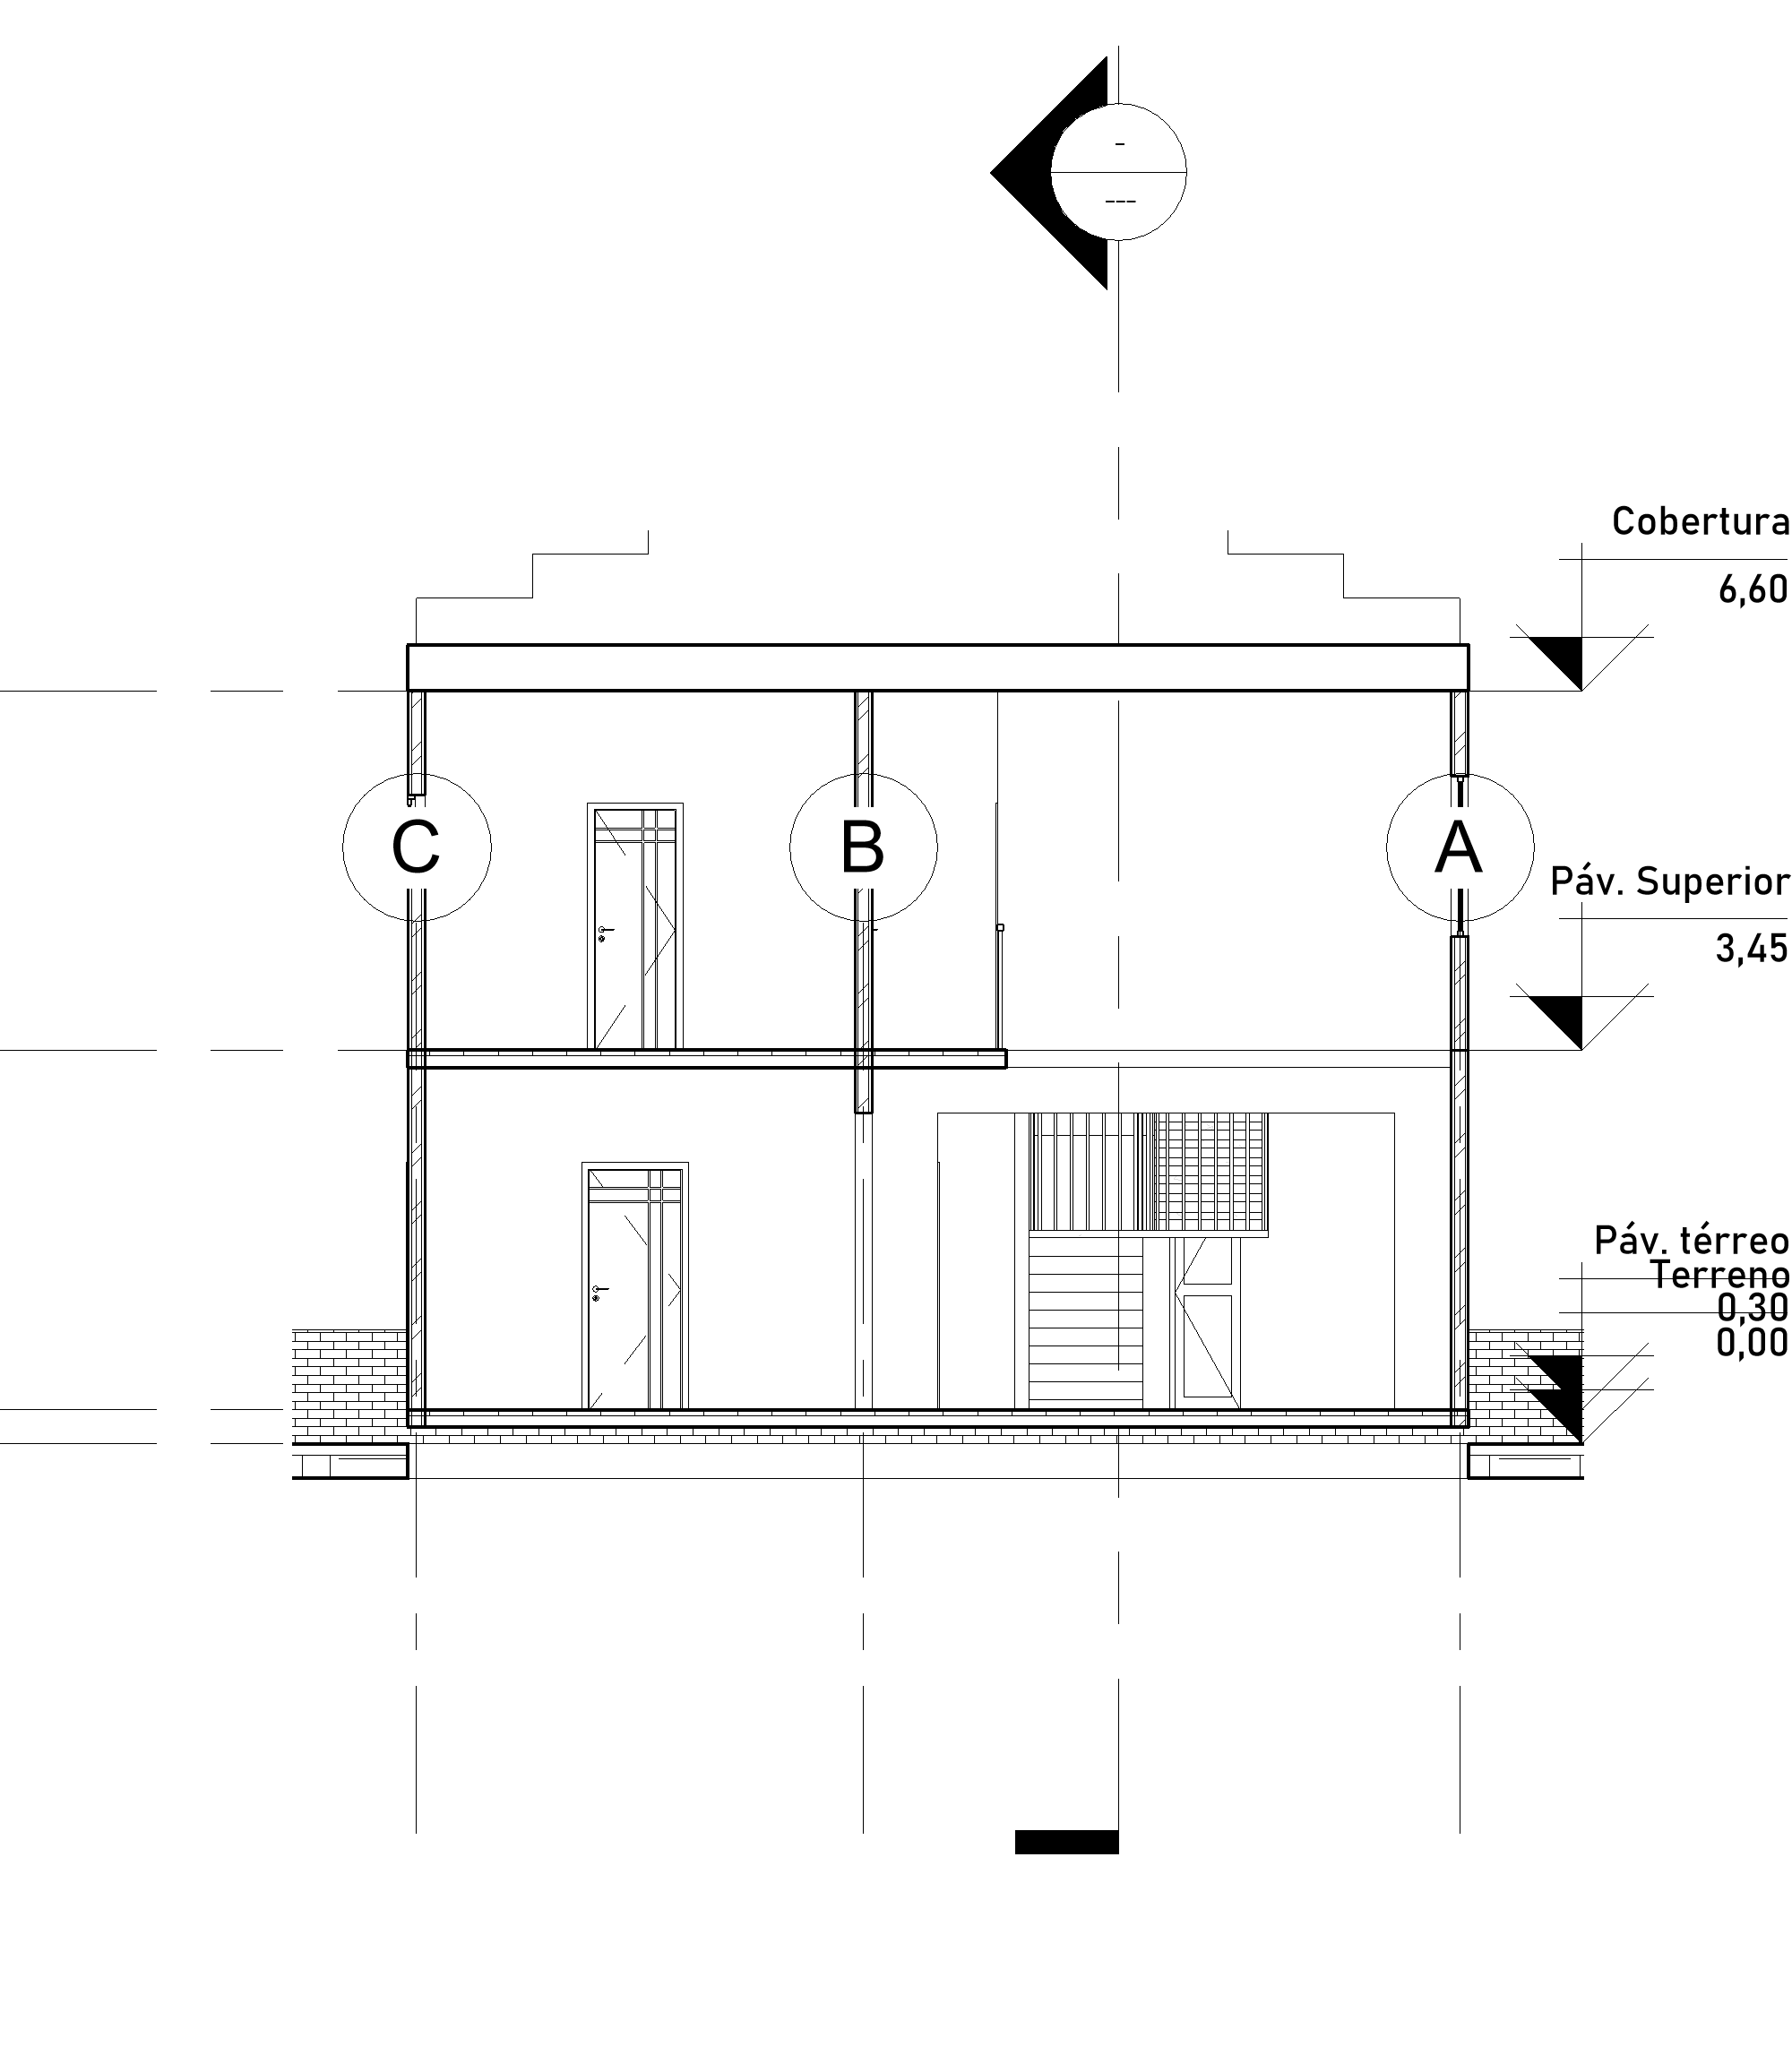 -
---
Cobertura
6,60
C
B
A
Páv. Superior
3,45
Páv. térreo
Terreno
0,30
0,00